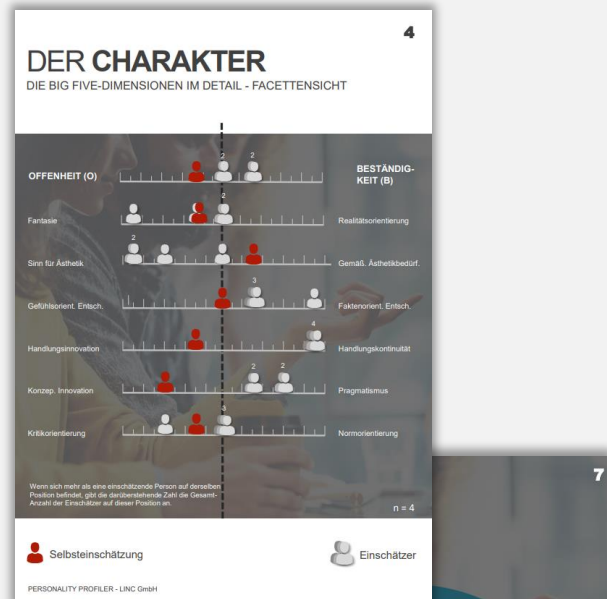 4
DER CHARAKTER
DIE BIG FIVE-DIMENSIONEN IM DETAIL - FACETTENSICHT
OFFENHEIT (O)
2
2
BESTÄNDIG-
KEIT (B)
Fantasie
2
Realitätsorientierung
Sinn für Ästhetik
2
Gemäß. Ästhetikbedürf.
Gefühlsorient. Entsch.
3
Faktenorient. Entsch.
Handlungsinnovation
4
Handlungskontinuität
Konzep. Innovation
2
2
Pragmatismus
Kritikorientierung
3
Normorientierung
Wenn sich mehr als eine einschätzende Person auf derselben
Position befindet, gibt die darüberstehende Zahl die Gesamt-
Anzahl der Einschätzer auf dieser Position an.
n = 4
Selbsteinschätzung
Einschätzer
PERSONALITY PROFILER - LINC GmbH
7